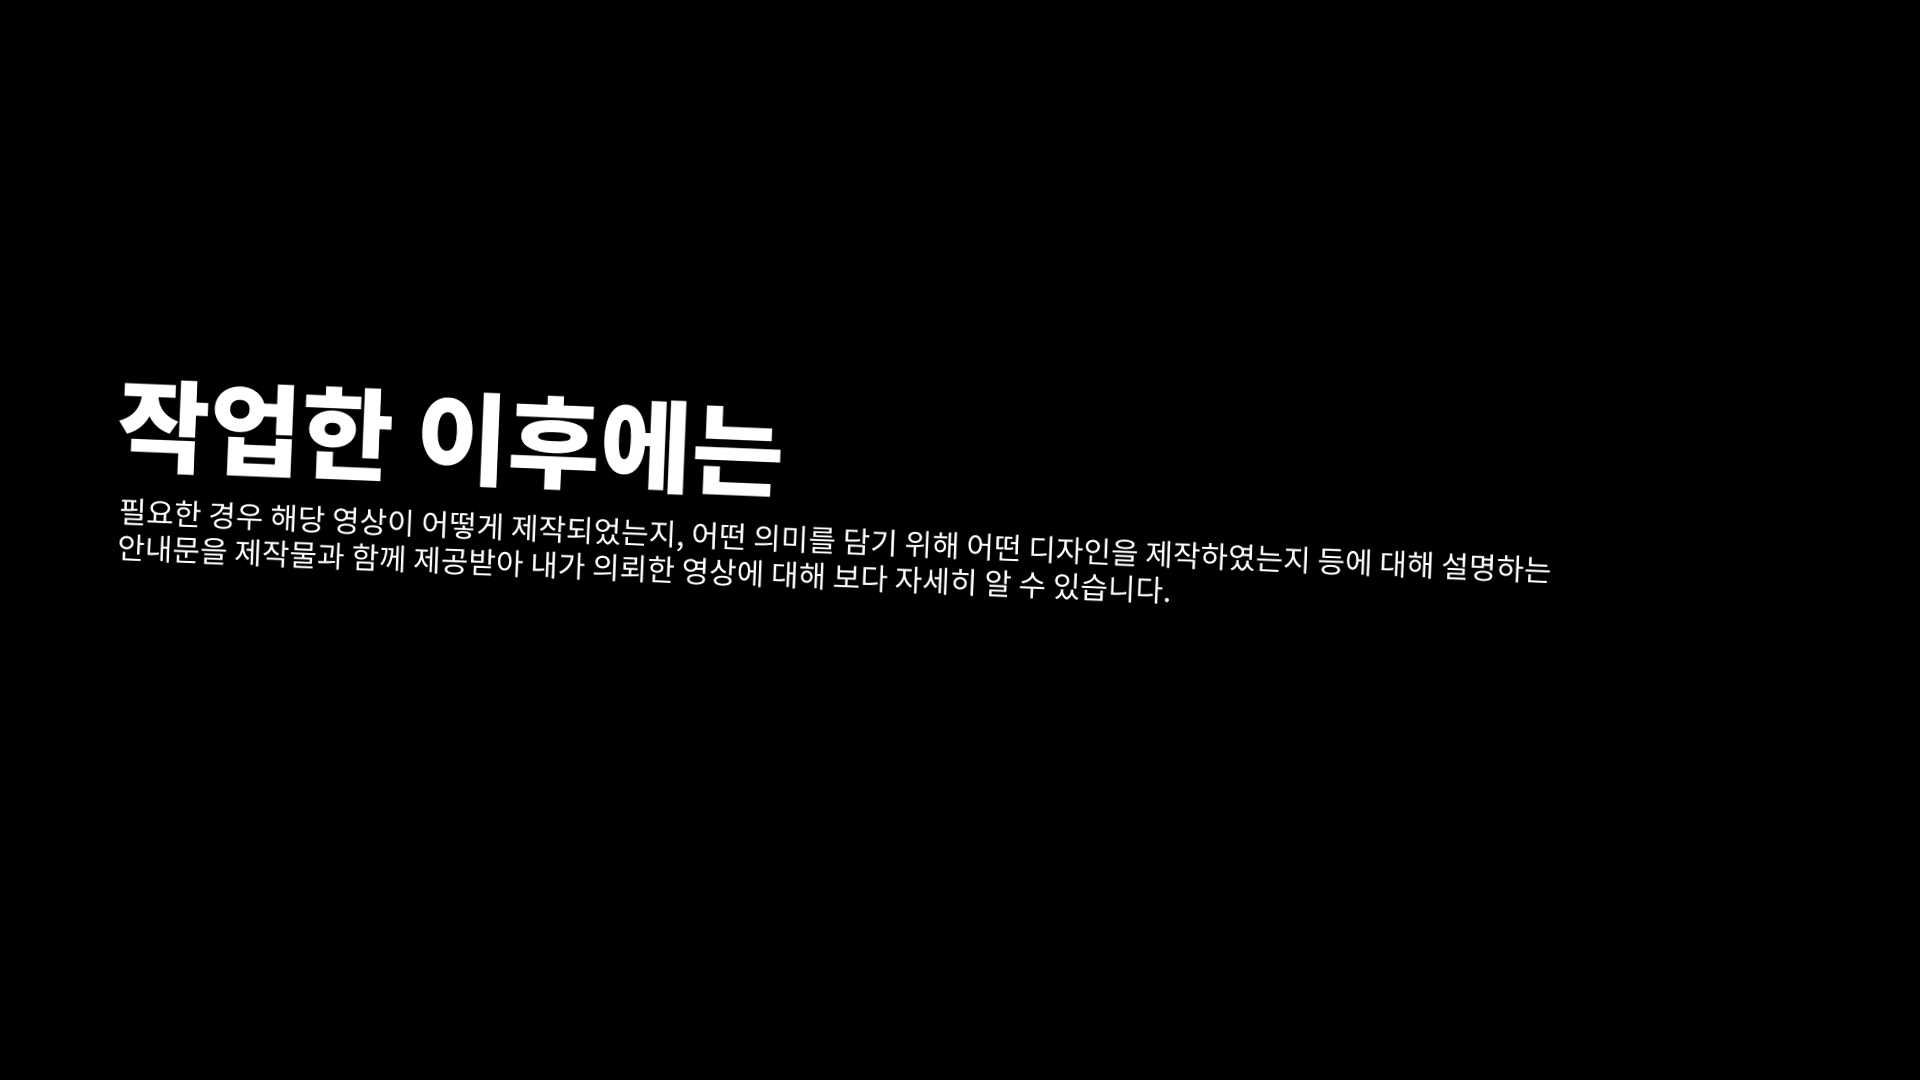 작업한 이후에는
필요한 경우 해당 영상이 어떻게 제작되었는지, 어떤 의미를 담기 위해 어떤 디자인을 제작하였는지 등에 대해 설명하는
안내문을 제작물과 함께 제공받아 내가 의뢰한 영상에 대해 보다 자세히 알 수 있습니다.